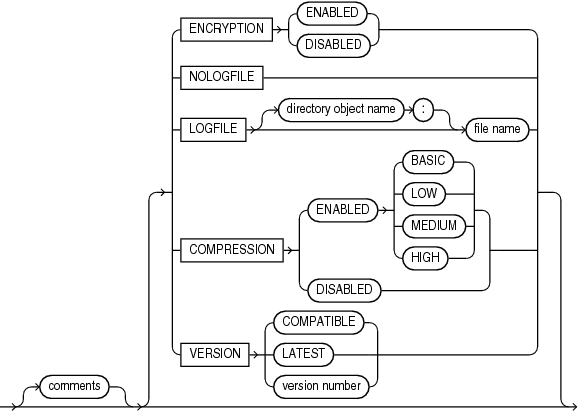 ENCRYPTION
ENABLED
DISABLED
NOLOGFILE
LOGFILE
directory object name
:
file name
COMPRESSION
ENABLED
BASIC
LOW
MEDIUM
HIGH
DISABLED
VERSION
COMPATIBLE
LATEST
version number
comments